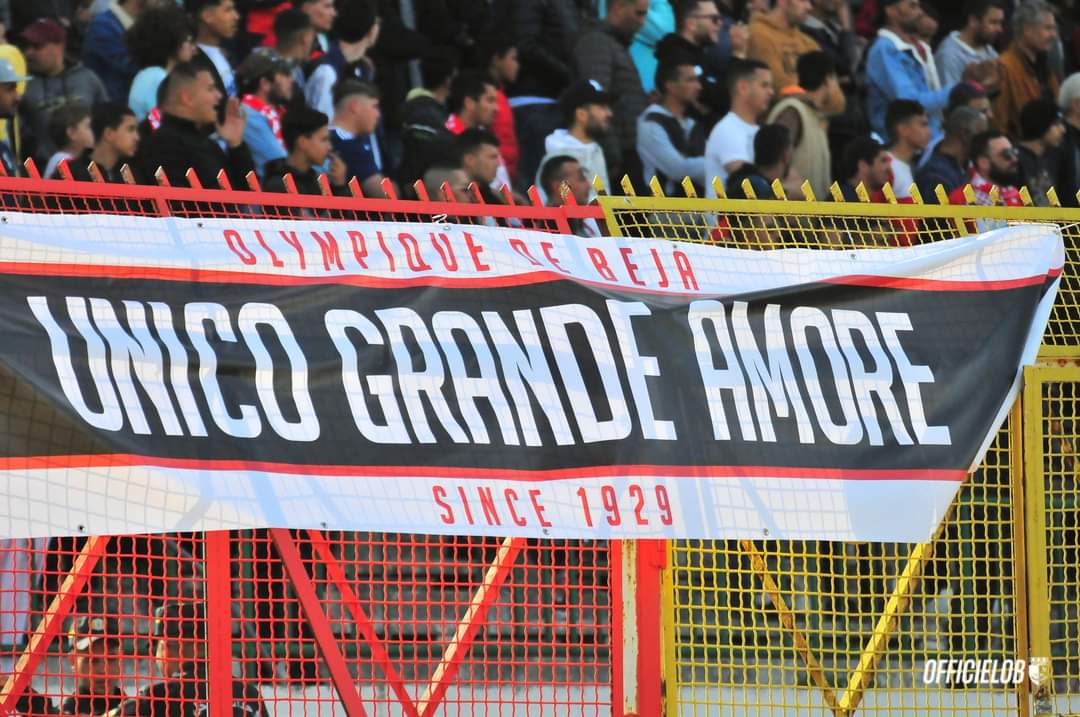 OLYMPIQUE DE BEJA
UNICO GRANDE AMORE
SINCE 1929
OFFICIELOB